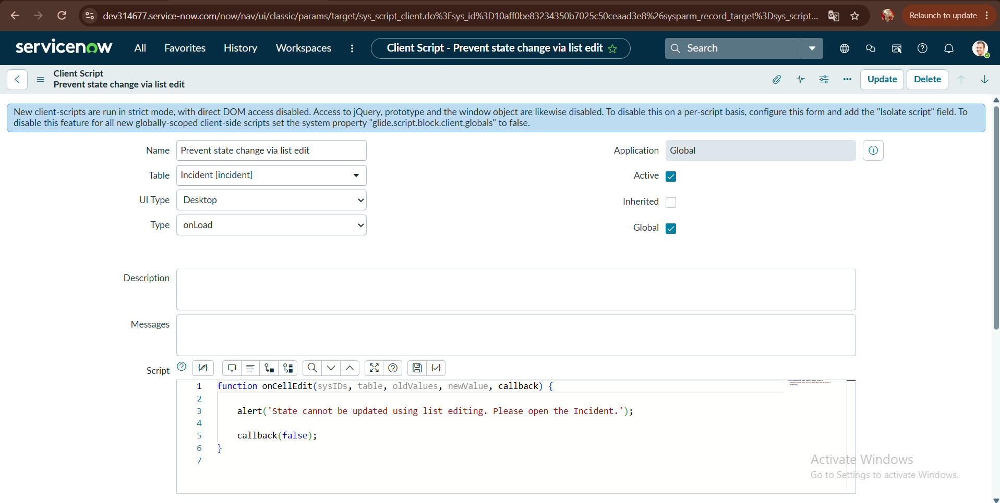 dev314677.service-now.com/now/nav/ui/classic/params/target/sys_script_client.do%3Fsys_id%3D10aff0be83234350b7025c50ceaad3e8%26sysparm_record_target%3Dsys_script...
Relaunch to update
servicenow
All
Favorites
History
Workspaces
Client Script - Prevent state change via list edit
Search
Client Script
Prevent state change via list edit
Update
Delete
New client-scripts are run in strict mode, with direct DOM access disabled. Access to jQuery, prototype and the window object are likewise disabled. To disable this on a per-script basis, configure this form and add the "Isolate script" field. To
disable this feature for all new globally-scoped client-side scripts set the system property "glide.script.block.client.globals" to false.
Name
Prevent state change via list edit
Application
Global
Table
Incident [incident]
Active
UI Type
Desktop
Inherited
Type
onLoad
Global
Description
Messages
Script
1 function onCellEdit(sysIDs, table, oldValues, newValue, callback) {
2
3 alert('State cannot be updated using list editing. Please open the Incident.');
4
5 callback(false);
6 }
7
Activate Windows
Go to Settings to activate Windows.